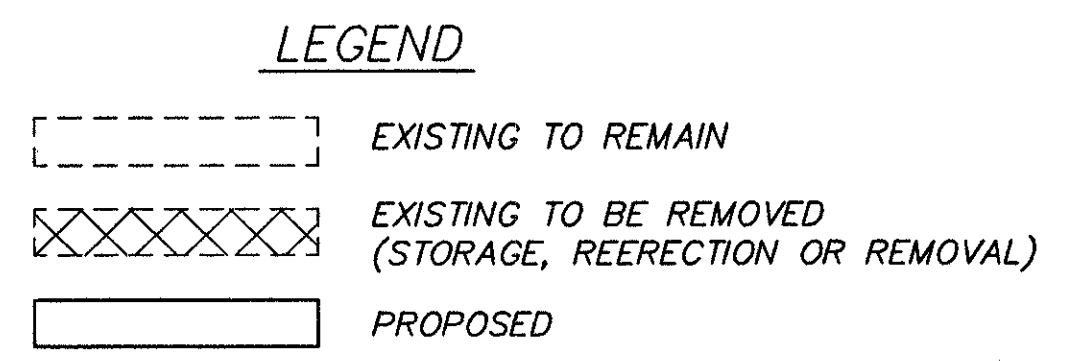 LEGEND
EXISTING TO REMAIN
EXISTING TO BE REMOVED
(STORAGE, REERECTION OR REMOVAL)
PROPOSED